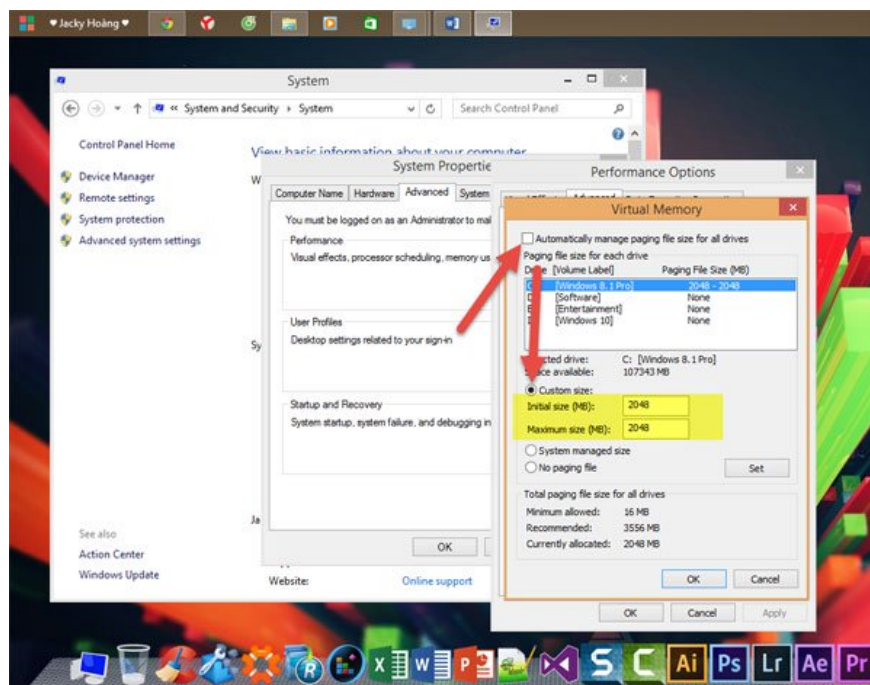 ♥ Jacky Hoàng ♥
System
System and Security › System
Search Control Panel
Control Panel Home
Device Manager
Remote settings
System protection
Advanced system settings
See also
Action Center
Windows Update
View basic information about your computer
W
Sy
Ja
Website:
Online support
System Propertie
Computer Name
Hardware
Advanced
System
You must be logged on as an Administrator to mak
Performance
Visual effects, processor scheduling, memory us
User Profiles
Desktop settings related to your sign-in
Startup and Recovery
System startup, system failure, and debugging in
OK
Performance Options
Advanced
Virtual Memory
Automatically manage paging file size for all drives
Paging file size for each drive
[Volume Label] Paging File Size (MB)
[Windows 8.1 Pro] 2048 - 2048
[Software] None
[Entertainment] None
[Windows 10] None
drive: C: [Windows 8.1 Pro]
available: 107343 MB
Custom size:
Initial size (MB): 2048
Maximum size (MB): 2048
System managed size
No paging file
Set
Total paging file size for all drives
Minimum allowed: 16 MB
Recommended: 3556 MB
Currently allocated: 2048 MB
OK Cancel
OK Cancel Apply
X W P S C Ai Ps Lr Ae Pr